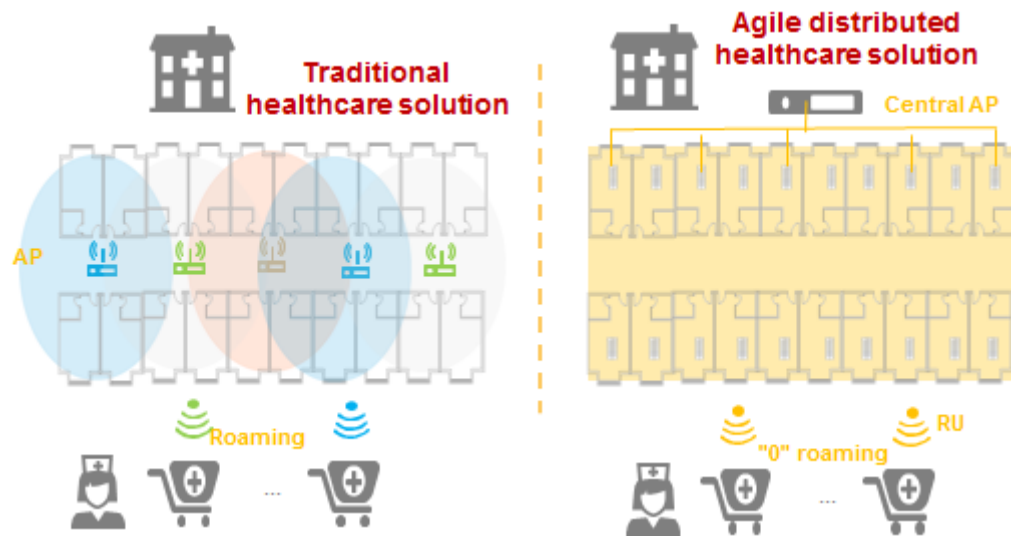 Traditional
healthcare solution
AP
Roaming
...
Agile distributed
healthcare solution
Central AP
RU
"0" roaming
...